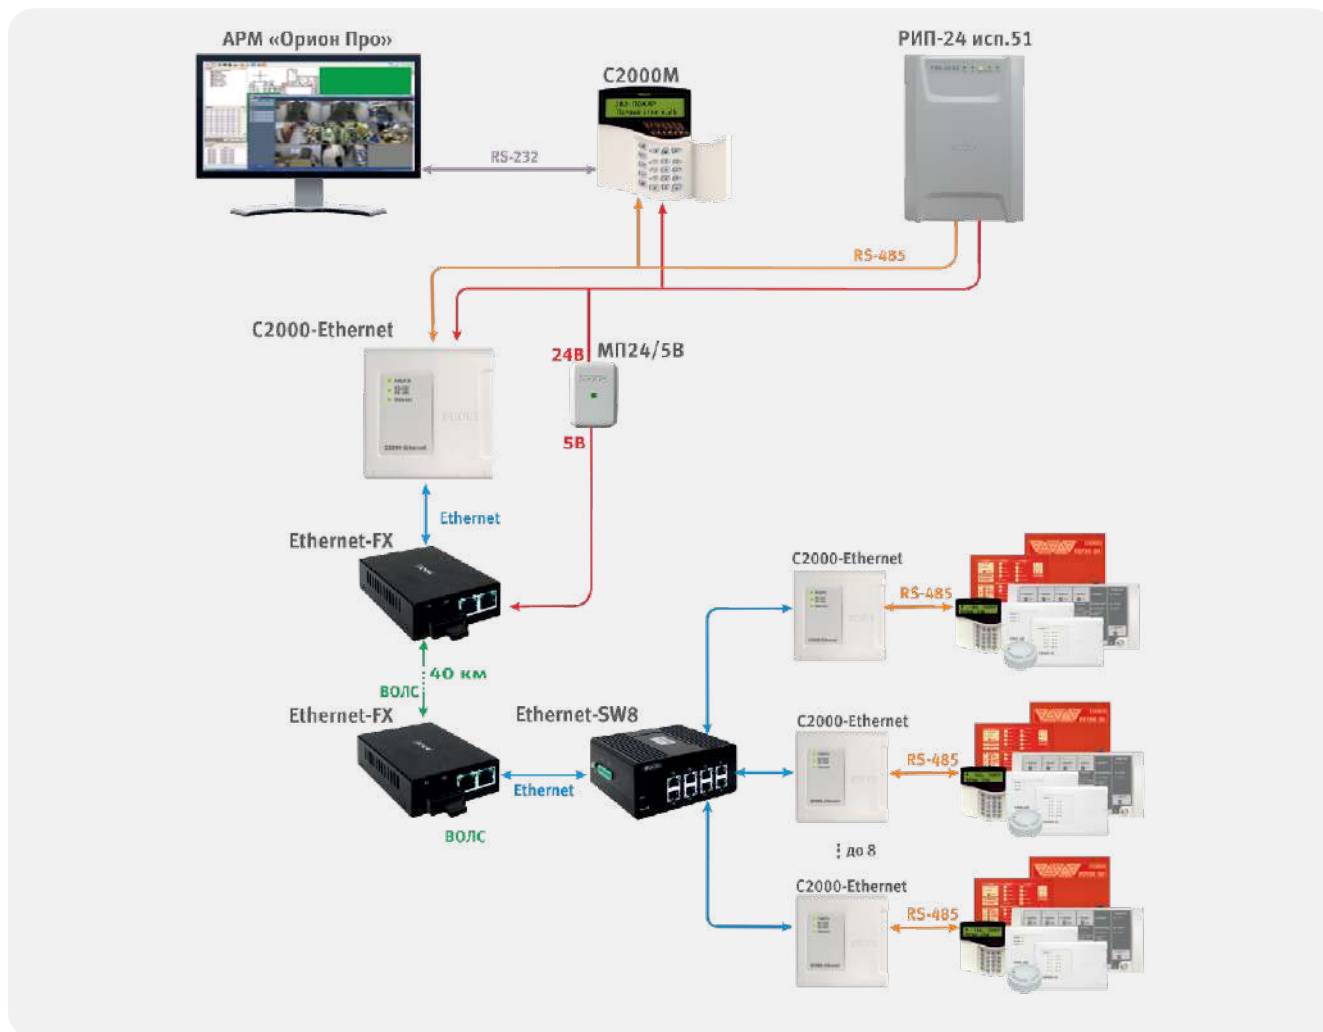 АРМ «Орион Про»
С2000М
РИП-24 исп.51
RS-232
RS-485
С2000-Ethernet
24В
МП24/5В
5В
Ethernet
Ethernet-FX
40 км
ВОЛС
Ethernet-FX
Ethernet-SW8
Ethernet
ВОЛС
С2000-Ethernet
RS-485
С2000-Ethernet
RS-485
до 8
С2000-Ethernet
RS-485